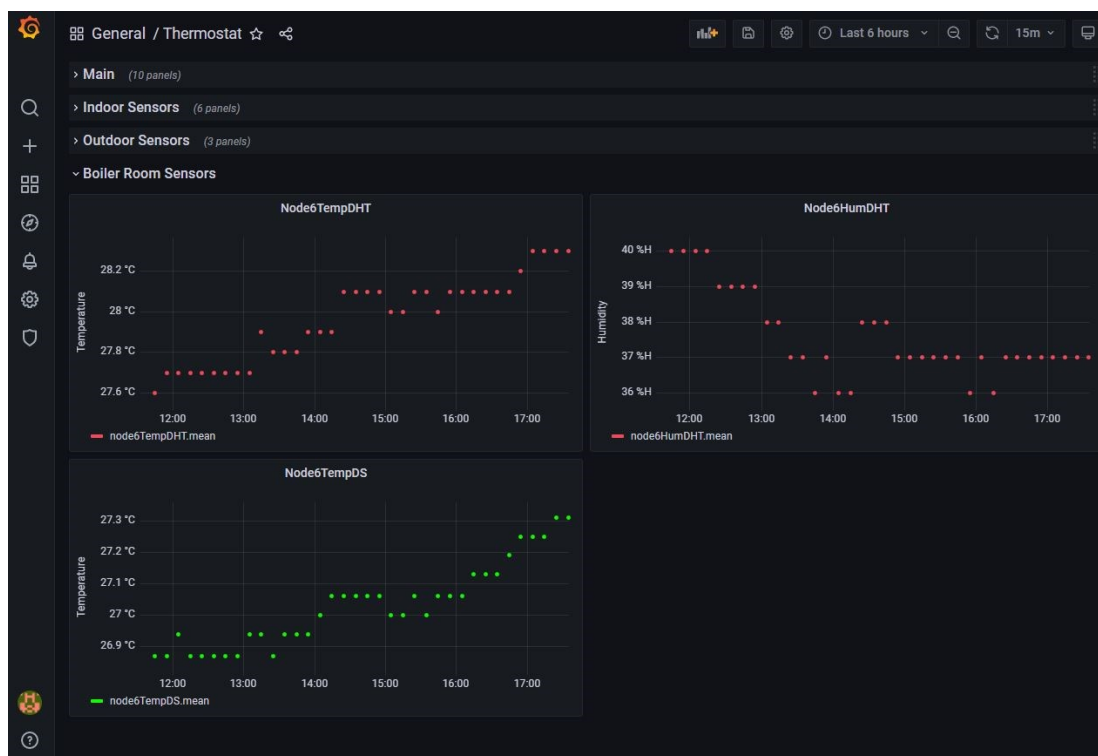 General / Thermostat
Last 6 hours
15m
Main (10 panels)
Indoor Sensors (6 panels)
Outdoor Sensors (3 panels)
Boiler Room Sensors
Node6TempDHT
Temperature
28.2 °C
28 °C
27.8 °C
27.6 °C
12:00 13:00 14:00 15:00 16:00 17:00
node6TempDHT.mean
Node6HumDHT
Humidity
40 %H
39 %H
38 %H
37 %H
36 %H
12:00 13:00 14:00 15:00 16:00 17:00
node6HumDHT.mean
Node6TempDS
Temperature
27.3 °C
27.2 °C
27.1 °C
27 °C
26.9 °C
12:00 13:00 14:00 15:00 16:00 17:00
node6TempDS.mean